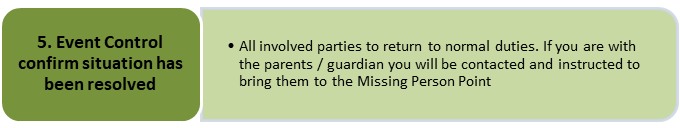 5. Event Control
confirm situation has
been resolved
• All involved parties to return to normal duties. If you are with
the parents / guardian you will be contacted and instructed to
bring them to the Missing Person Point